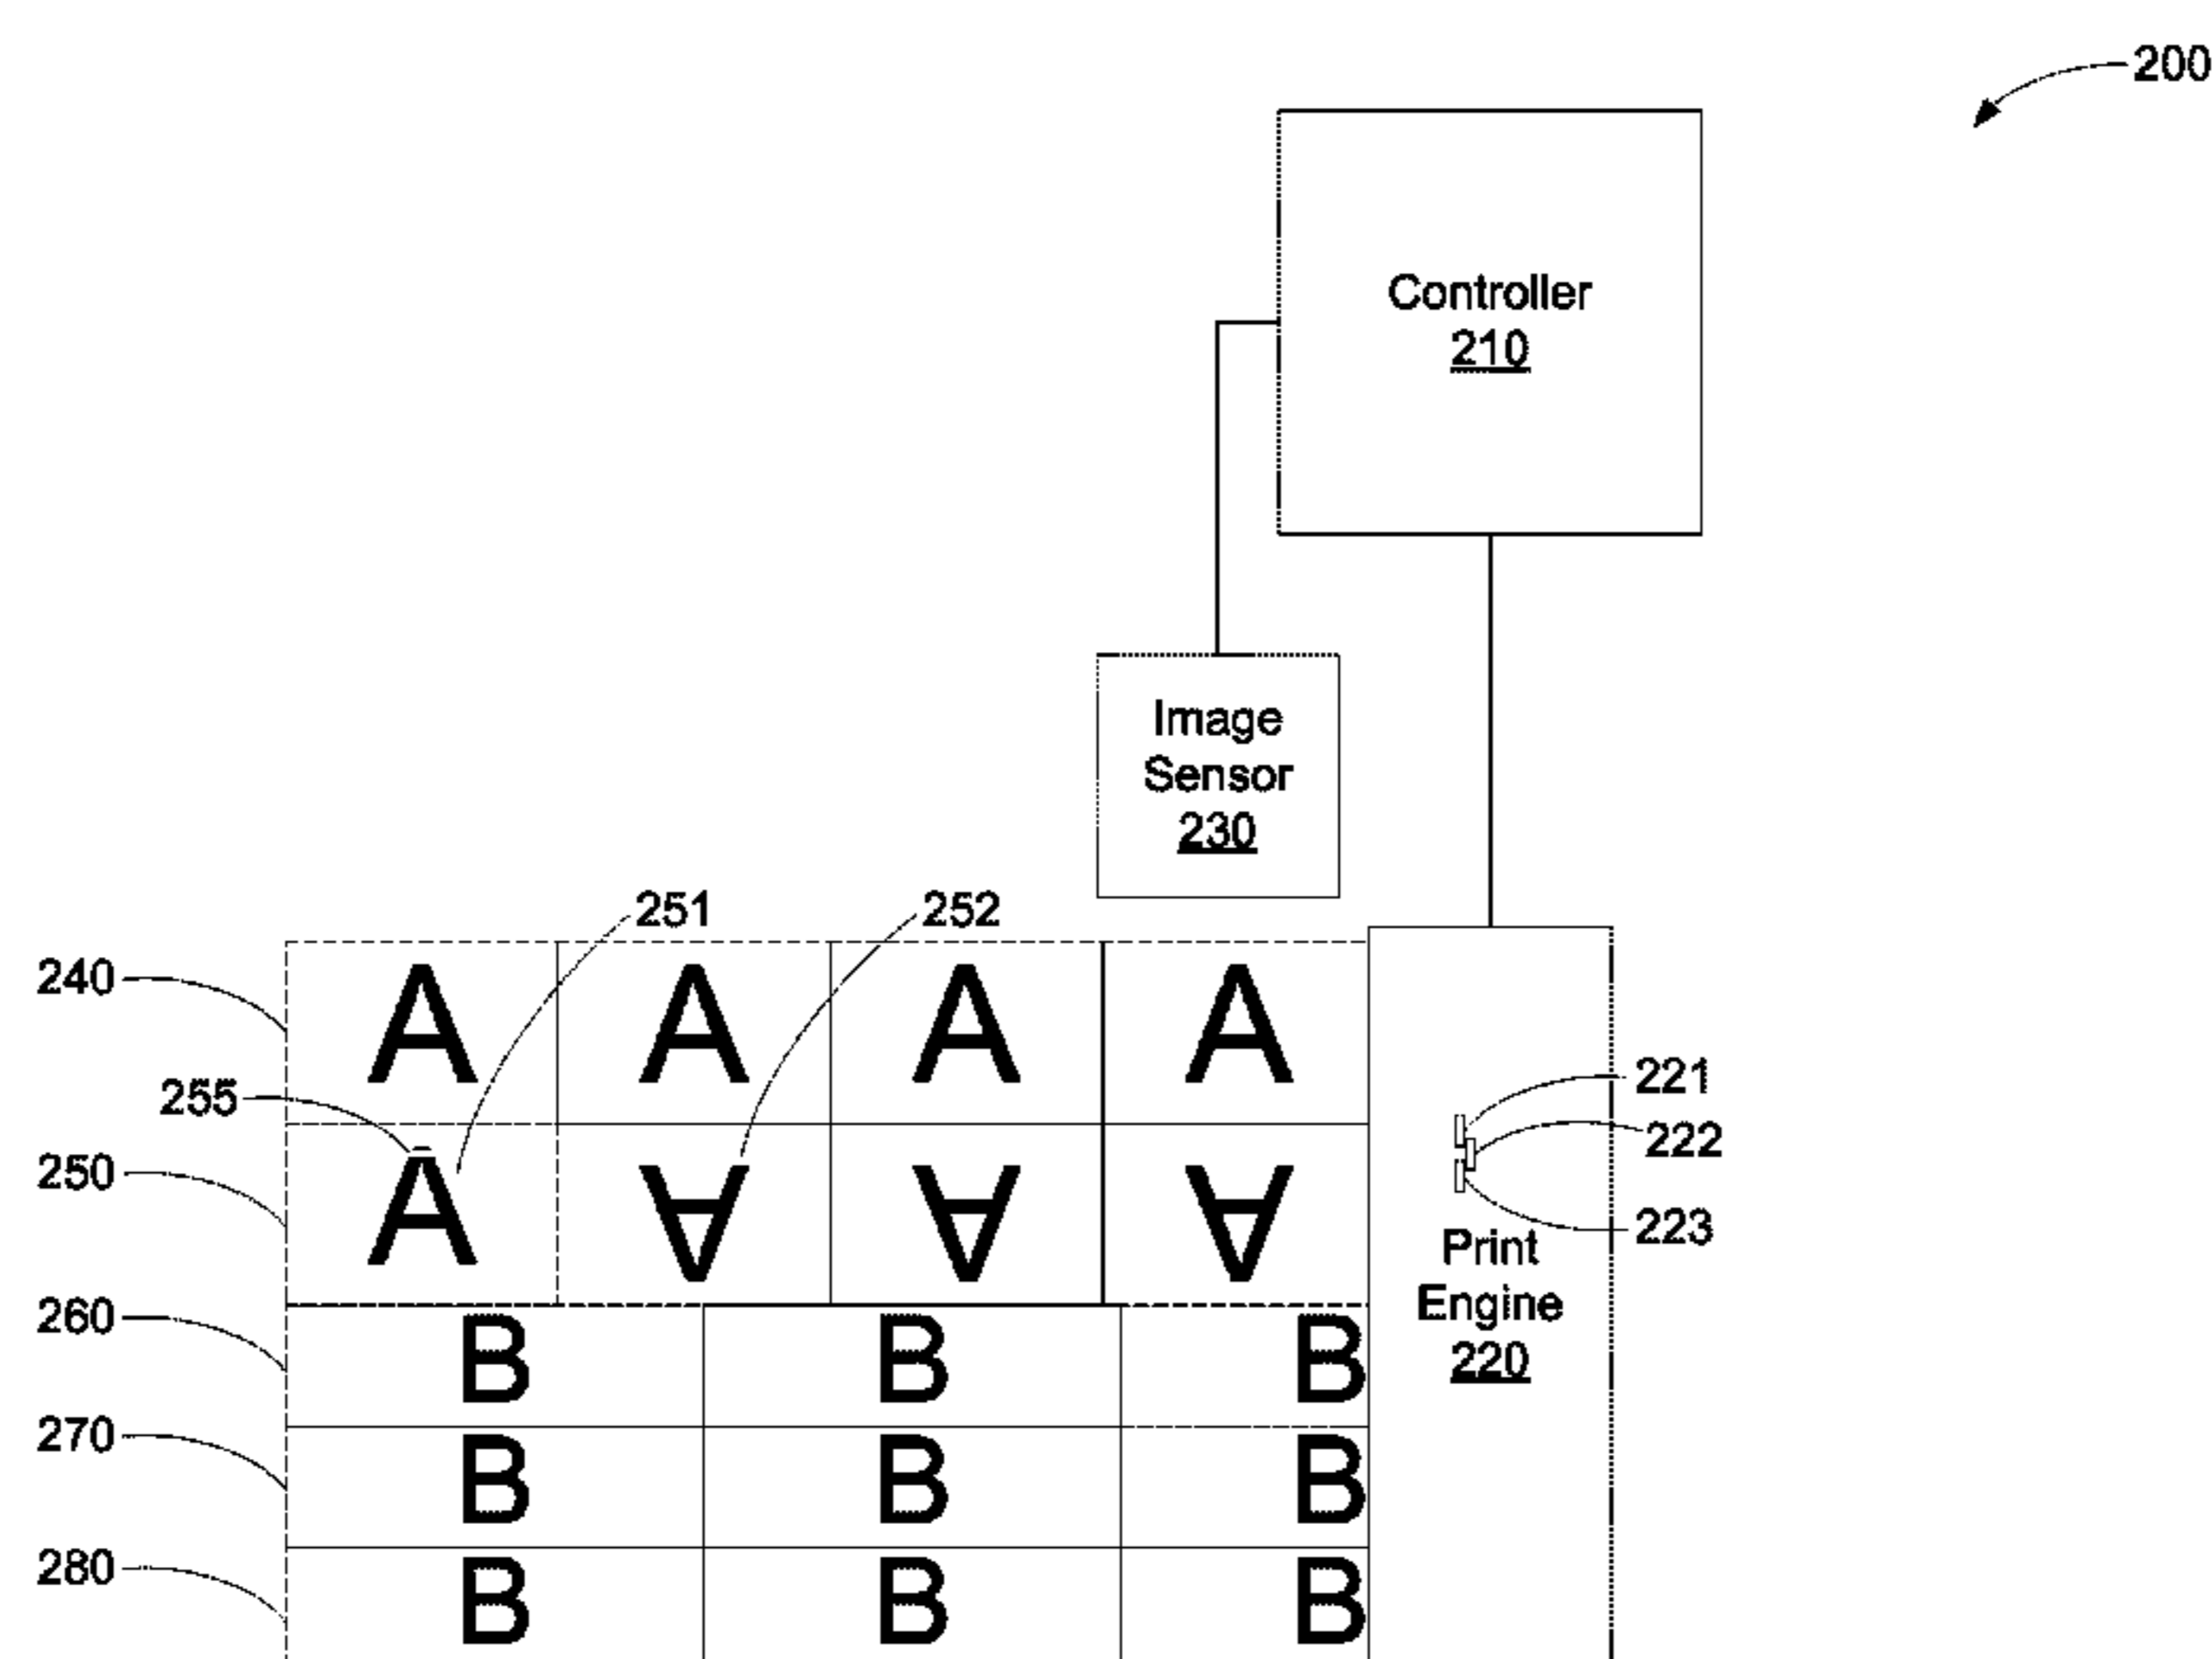 200
Controller
210
Image
Sensor
230
251
252
240
A A A A
221
255
222
250
A ∀ ∀ ∀
223
Print
Engine
220
260
B B B
270
B B B
280
B B B